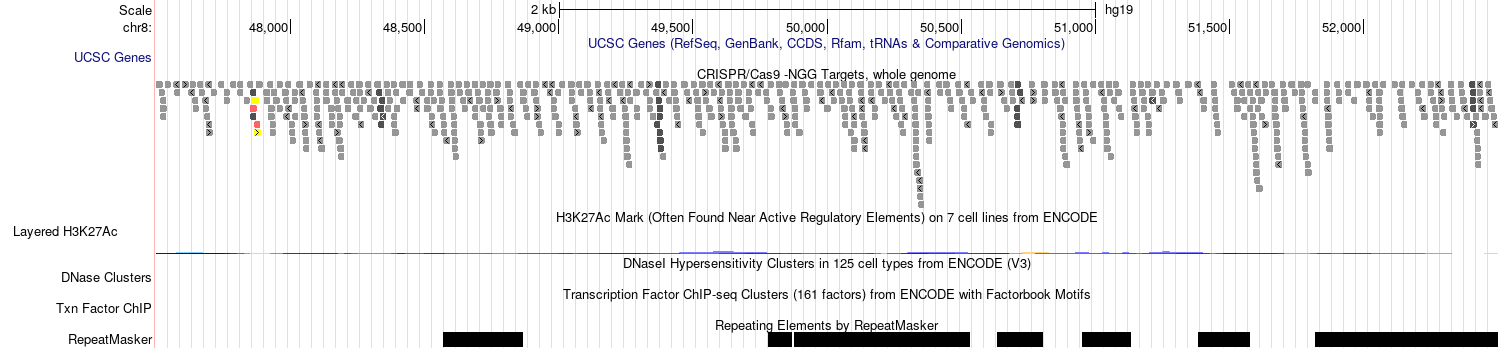 Scale 2 kb hg19
chr8: 48,000 48,500 49,000 49,500 50,000 50,500 51,000 51,500 52,000
UCSC Genes (RefSeq, GenBank, CCDS, Rfam, tRNAs & Comparative Genomics)
UCSC Genes
CRISPR/Cas9 -NGG Targets, whole genome
H3K27Ac Mark (Often Found Near Active Regulatory Elements) on 7 cell lines from ENCODE
Layered H3K27Ac
DNaseI Hypersensitivity Clusters in 125 cell types from ENCODE (V3)
DNase Clusters
Transcription Factor ChIP-seq Clusters (161 factors) from ENCODE with Factorbook Motifs
Txn Factor ChIP
Repeating Elements by RepeatMasker
RepeatMasker